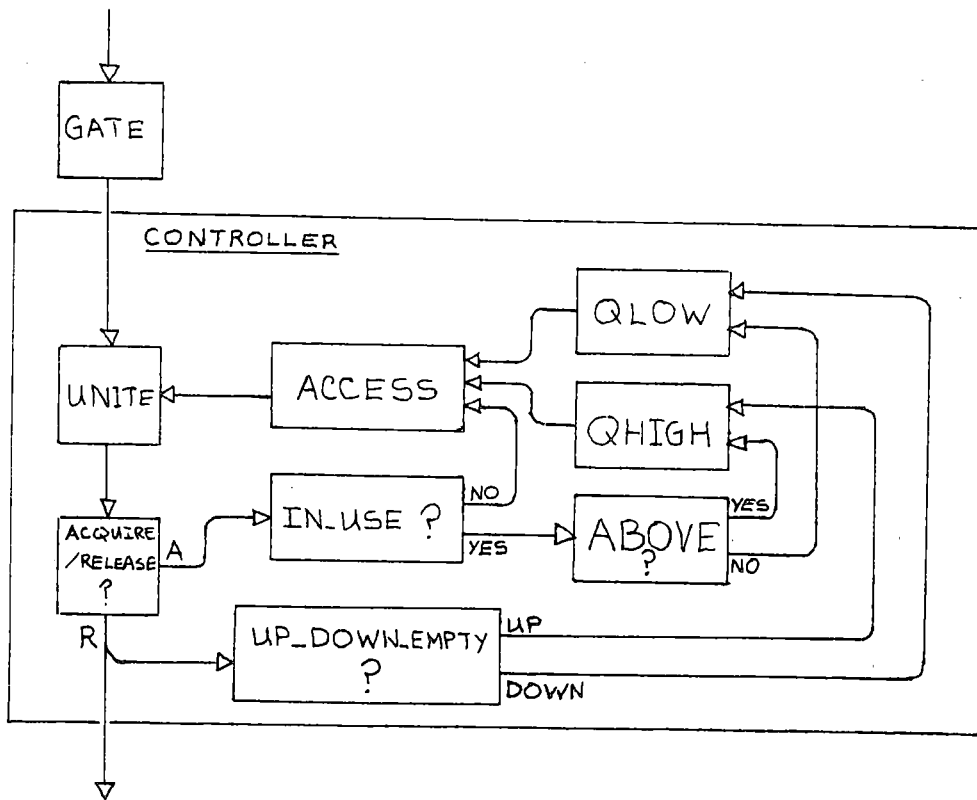 GATE
CONTROLLER
QLOW
UNITE
ACCESS
QHIGH
ACQUIRE
/RELEASE
?
A
IN_USE ?
NO
YES
ABOVE
?
YES
NO
R
UP_DOWN_EMPTY
?
UP
DOWN